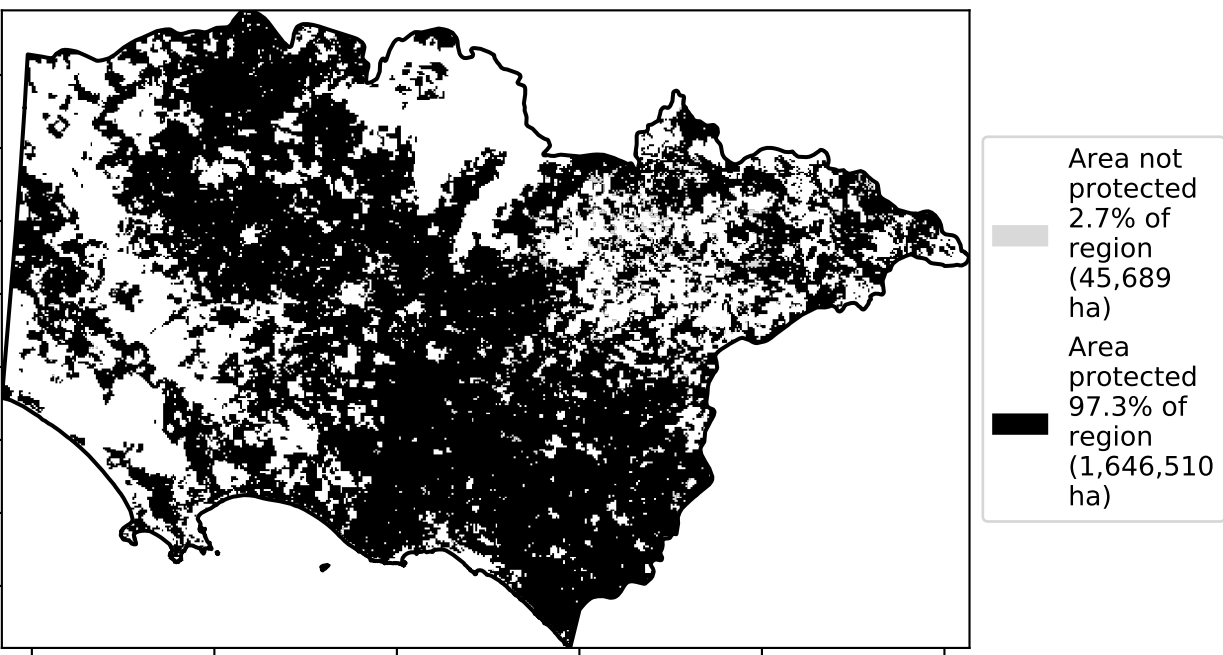 Area not
protected
2.7% of
region
(45,689
ha)
Area
protected
97.3% of
region
(1,646,510
ha)